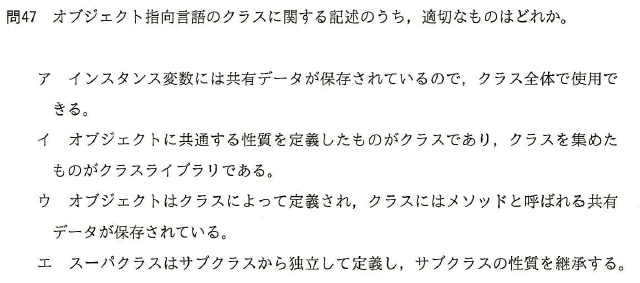 問47 オブジェクト指向言語のクラスに関する記述のうち，適切なものはどれか。
ア インスタンス変数には共有データが保存されているので，クラス全体で使用で
きる。
イ オブジェクトに共通する性質を定義したものがクラスであり，クラスを集めた
ものがクラスライブラリである。
ウ オブジェクトはクラスによって定義され，クラスにはメソッドと呼ばれる共有
データが保存されている。
エ スーパクラスはサブクラスから独立して定義し，サブクラスの性質を継承する。